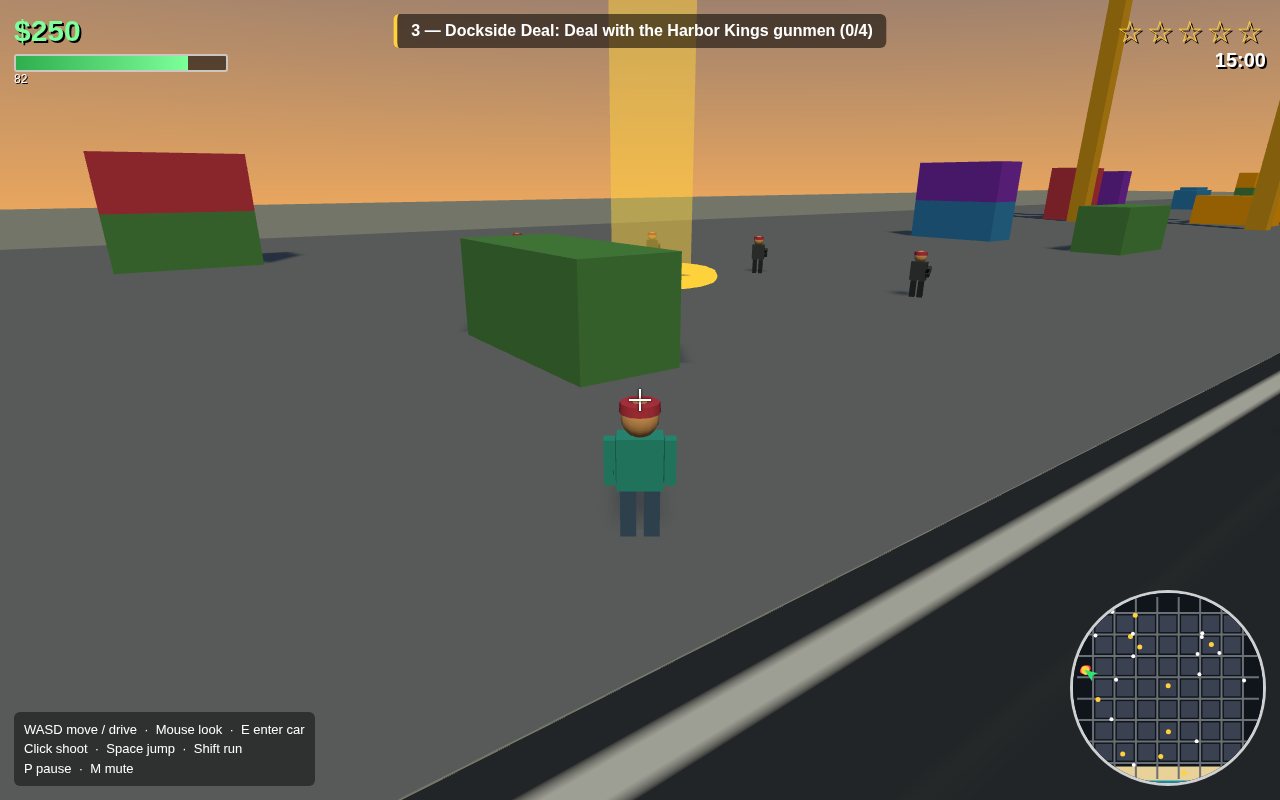 $250
82
3 — Dockside Deal: Deal with the Harbor Kings gunmen (0/4)
15:00
WASD move / drive · Mouse look · E enter car
Click shoot · Space jump · Shift run
P pause · M mute